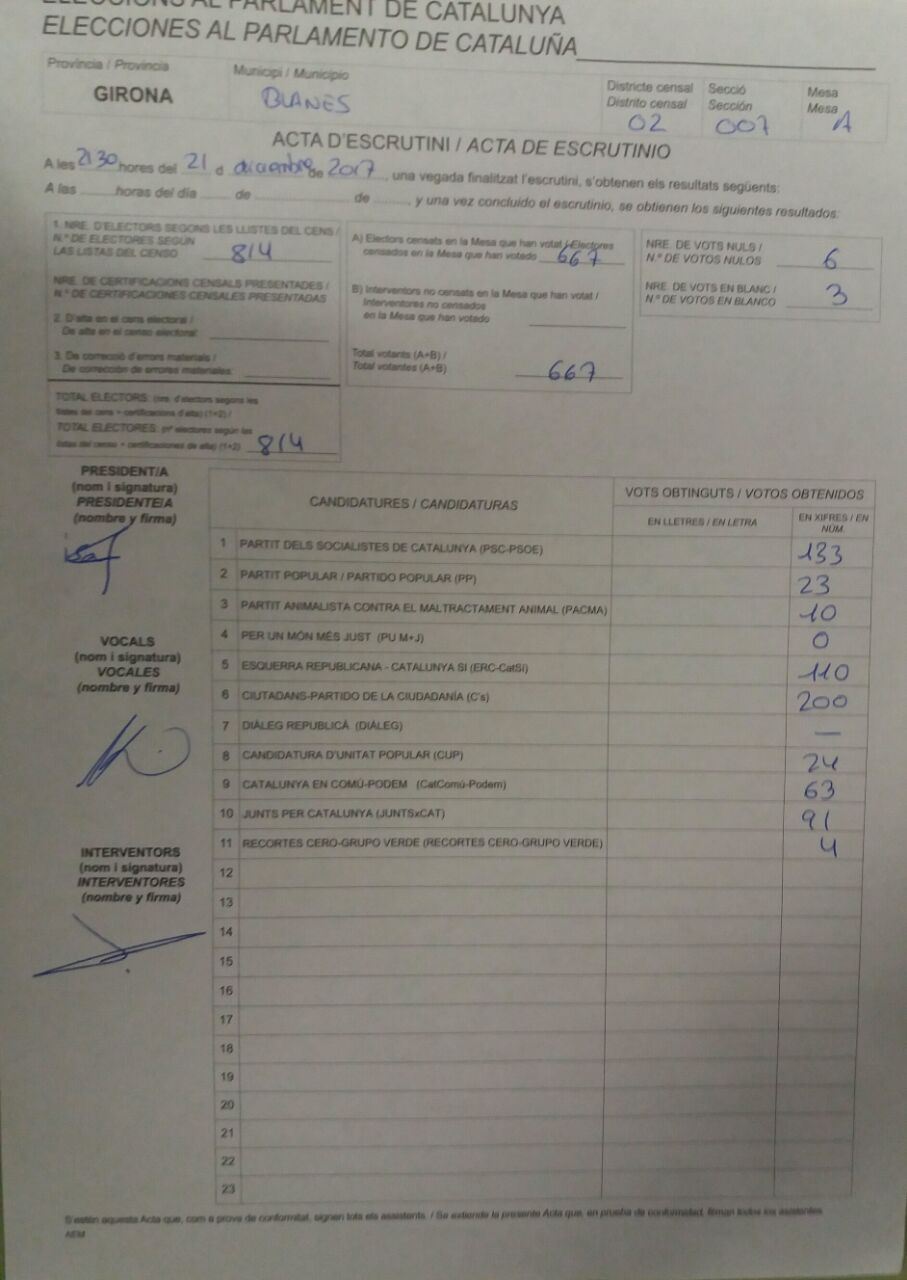 ELECCIONS AL PARLAMENT DE CATALUNYA
ELECCIONES AL PARLAMENTO DE CATALUÑA
Província / Provincia
GIRONA
Municipi / Municipio
BLANES
Districte censal
Distrito censal
02
Secció
Sección
007
Mesa
Mesa
A
ACTA D'ESCRUTINI / ACTA DE ESCRUTINIO
A les 21 30 hores del 21 d diciembre de 2017, una vegada finalitzat l'escrutini, s'obtenen els resultats següents:
A las ........ horas del día ........ de ........ de ........, y una vez concluido el escrutinio, se obtienen los siguientes resultados:
1. NRE. D'ELECTORS SEGONS LES LLISTES DEL CENS /
N.º DE ELECTORES SEGÚN
LAS LISTAS DEL CENSO 814
NRE. DE CERTIFICACIONS CENSALS PRESENTADES /
N.º DE CERTIFICACIONES CENSALES PRESENTADAS
2. D'alta en el cens electoral /
De alta en el censo electoral:
3. De correcció d'errors materials /
De corrección de errores materiales:
TOTAL ELECTORS: (nre. d'electors segons les
llistes del cens + certificacions d'alta) (1+2) /
TOTAL ELECTORES: (nº electores según las
listas del censo + certificaciones de alta) (1+2) 814
A) Electors censats en la Mesa que han votat / Electores
censados en la Mesa que han votado 667
B) Interventors no censats en la Mesa que han votat /
Interventores no censados
en la Mesa que han votado
Total votants (A+B) /
Total votantes (A+B) 667
NRE. DE VOTS NULS /
N.º DE VOTOS NULOS 6
NRE. DE VOTS EN BLANC /
N.º DE VOTOS EN BLANCO 3
PRESIDENT/A
(nom i signatura)
PRESIDENTE/A
(nombre y firma)
VOCALS
(nom i signatura)
VOCALES
(nombre y firma)
INTERVENTORS
(nom i signatura)
INTERVENTORES
(nombre y firma)
CANDIDATURES / CANDIDATURAS
VOTS OBTINGUTS / VOTOS OBTENIDOS
EN LLETRES / EN LETRA
EN XIFRES / EN NÚM.
1 PARTIT DELS SOCIALISTES DE CATALUNYA (PSC-PSOE) 133
2 PARTIT POPULAR / PARTIDO POPULAR (PP) 23
3 PARTIT ANIMALISTA CONTRA EL MALTRACTAMENT ANIMAL (PACMA) 10
4 PER UN MÓN MÉS JUST (PU M+J) 0
5 ESQUERRA REPUBLICANA - CATALUNYA SI (ERC-CatSí) 110
6 CIUTADANS-PARTIDO DE LA CIUDADANÍA (C's) 200
7 DIÀLEG REPUBLICÀ (DIÀLEG) —
8 CANDIDATURA D'UNITAT POPULAR (CUP) 24
9 CATALUNYA EN COMÚ-PODEM (CatComú-Podem) 63
10 JUNTS PER CATALUNYA (JUNTSxCAT) 91
11 RECORTES CERO-GRUPO VERDE (RECORTES CERO-GRUPO VERDE) 4
12
13
14
15
16
17
18
19
20
21
22
23
S'estén aquesta Acta que, com a prova de conformitat, signen tots els assistents. / Se extiende la presente Acta que, en prueba de conformidad, firman todos los asistentes.